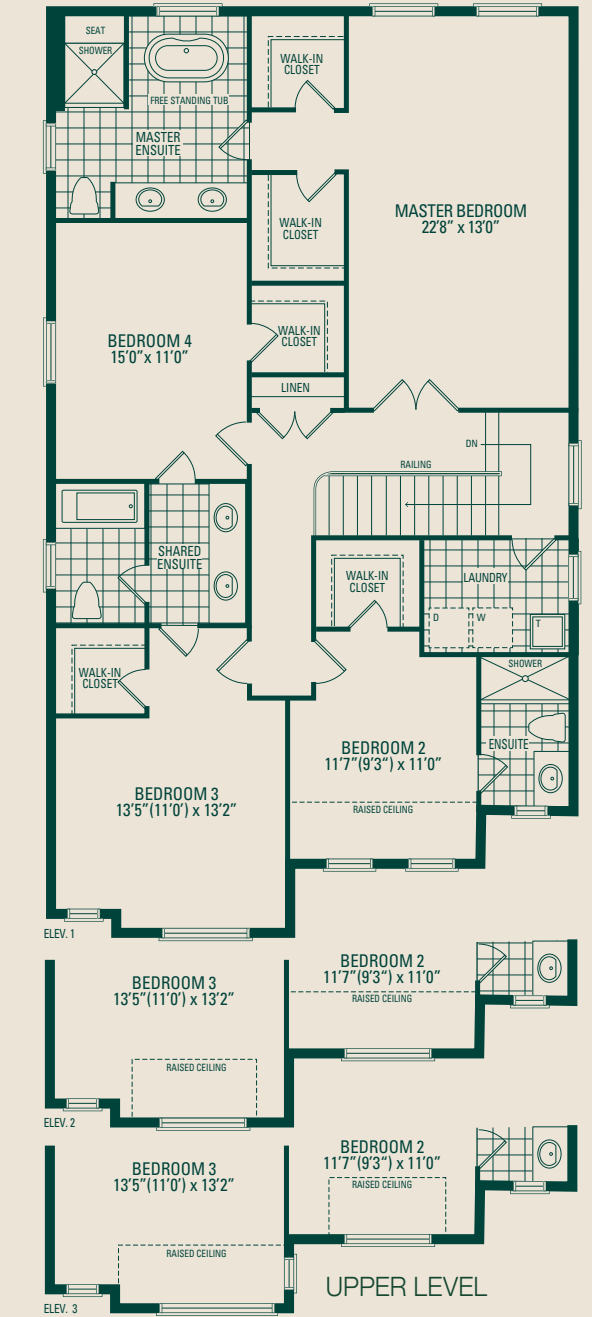 SEAT
SHOWER
FREE STANDING TUB
MASTER
ENSUITE
WALK-IN
CLOSET
WALK-IN
CLOSET
MASTER BEDROOM
22'8" x 13'0"
BEDROOM 4
15'0" x 11'0"
WALK-IN
CLOSET
LINEN
DN
RAILING
SHARED
ENSUITE
WALK-IN
CLOSET
LAUNDRY
D
W
T
WALK-IN
CLOSET
SHOWER
ENSUITE
BEDROOM 2
11'7"(9'3") x 11'0"
RAISED CEILING
BEDROOM 3
13'5"(11'0') x 13'2"
ELEV. 1
BEDROOM 3
13'5"(11'0') x 13'2"
RAISED CEILING
ELEV. 2
BEDROOM 2
11'7"(9'3") x 11'0"
RAISED CEILING
BEDROOM 3
13'5"(11'0') x 13'2"
RAISED CEILING
ELEV. 3
BEDROOM 2
11'7"(9'3") x 11'0"
RAISED CEILING
UPPER LEVEL